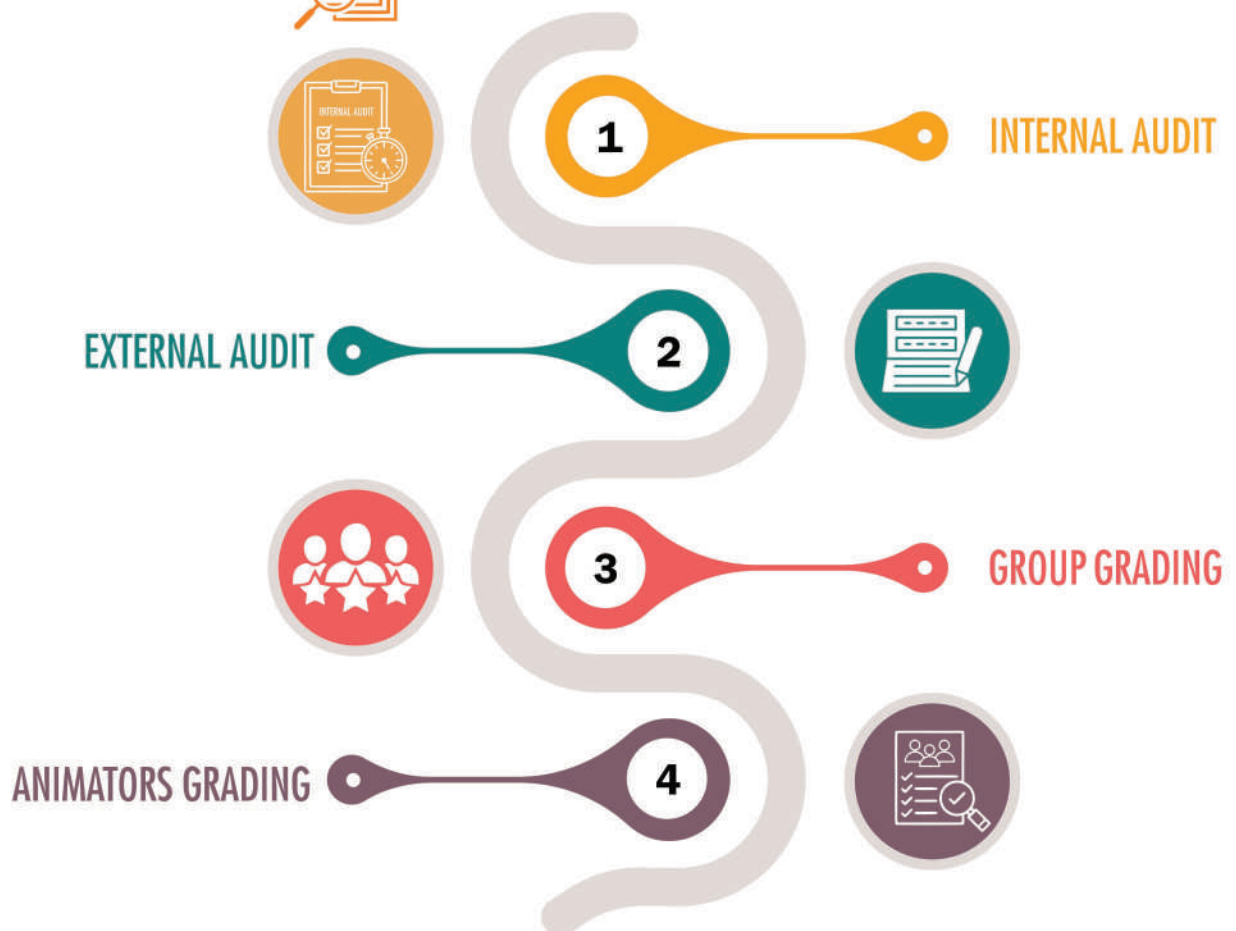 INTERNAL AUDIT
1
INTERNAL AUDIT
EXTERNAL AUDIT
2
3
GROUP GRADING
ANIMATORS GRADING
4